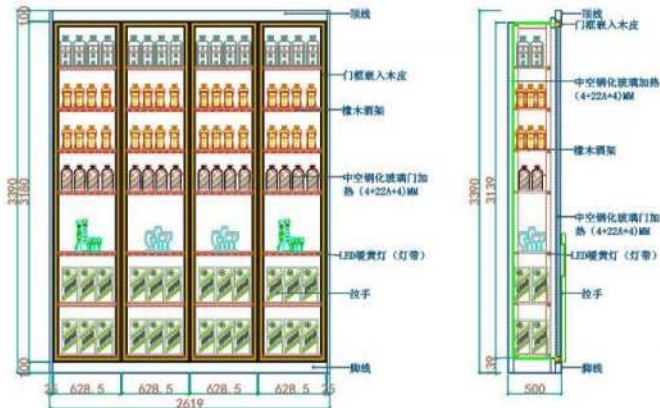 顶线
门框嵌入木皮
橡木酒架
中空钢化玻璃门加
热 (4+22A+4)MM
LED暖黄灯（灯带）
拉手
脚线
100
3390
3180
100
25
628.5
628.5
628.5
628.5
25
2619
顶线
门框嵌入木皮
中空钢化玻璃加热
(4+22A+4)MM
橡木酒架
中空钢化玻璃门加
热 (4+22A+4)MM
LED暖黄灯（灯带）
拉手
脚线
3390
3139
139
500